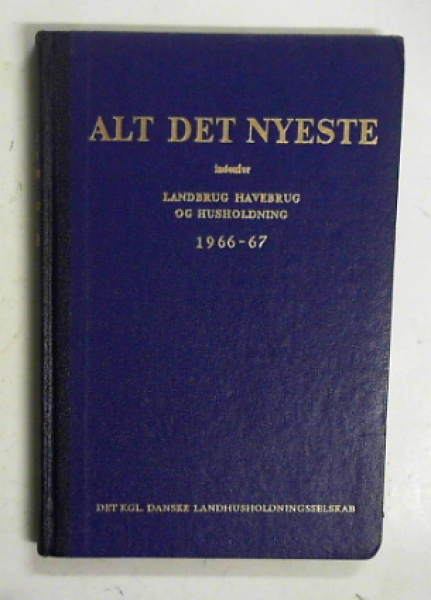 ALT DET NYESTE
indenfor
LANDBRUG HAVEBRUG
OG HUSHOLDNING
1966-67
DET KGL. DANSKE LANDHUSHOLDNINGSSELSKAB